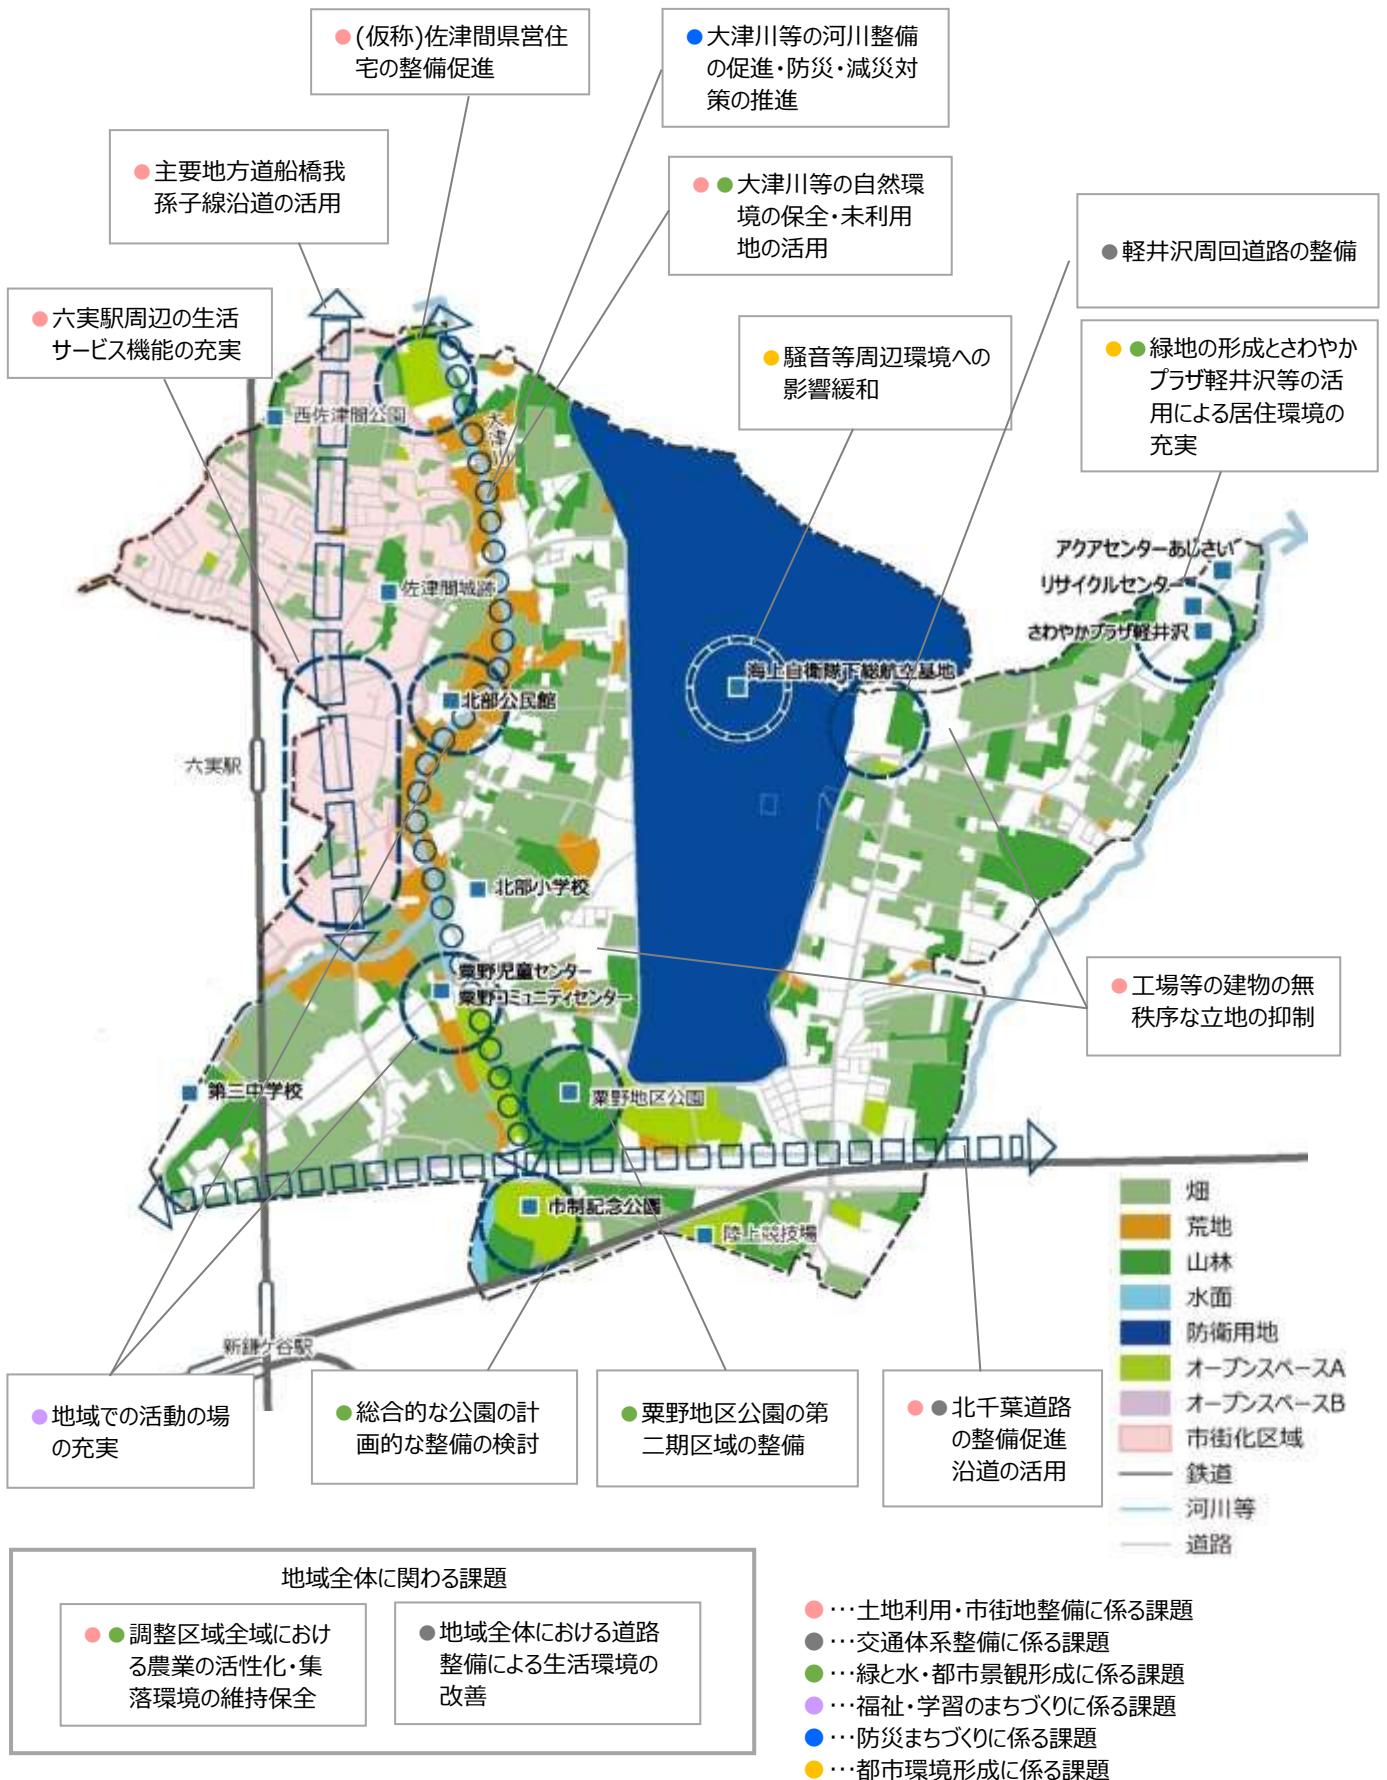 ●(仮称)佐津間県営住
宅の整備促進
●大津川等の河川整備
の促進・防災・減災対
策の推進
●主要地方道船橋我
孫子線沿道の活用
●●大津川等の自然環
境の保全・未利用
地の活用
●軽井沢周回道路の整備
●六実駅周辺の生活
サービス機能の充実
●騒音等周辺環境への
影響緩和
●●緑地の形成とさわやか
プラザ軽井沢等の活
用による居住環境の
充実
西佐津間公園
大津川
アクアセンターあじさい
リサイクルセンター
さわやかプラザ軽井沢
佐津間城跡
海上自衛隊下総航空基地
北部公民館
六実駅
北部小学校
粟野児童センター
粟野コミュニティセンター
●工場等の建物の無
秩序な立地の抑制
第三中学校
粟野地区公園
市制記念公園
陸上競技場
新鎌ヶ谷駅
●地域での活動の場
の充実
●総合的な公園の計
画的な整備の検討
●粟野地区公園の第
二期区域の整備
●●北千葉道路
の整備促進
沿道の活用
畑
荒地
山林
水面
防衛用地
オープンスペースA
オープンスペースB
市街化区域
鉄道
河川等
道路
地域全体に関わる課題
●●調整区域全域におけ
る農業の活性化・集
落環境の維持保全
●地域全体における道路
整備による生活環境の
改善
●…土地利用・市街地整備に係る課題
●…交通体系整備に係る課題
●…緑と水・都市景観形成に係る課題
●…福祉・学習のまちづくりに係る課題
●…防災まちづくりに係る課題
●…都市環境形成に係る課題